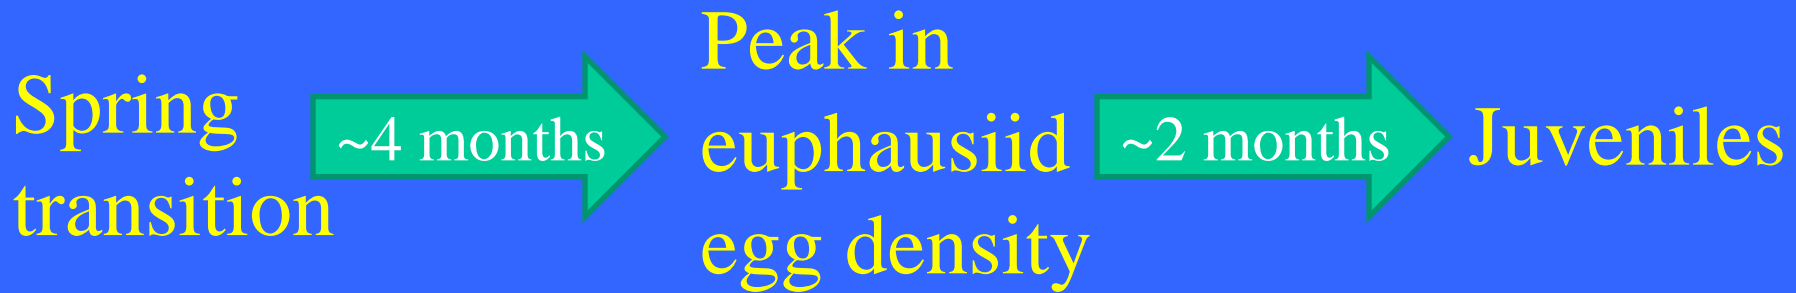 Spring
transition
~4 months
Peak in
euphausiid
egg density
~2 months
Juveniles